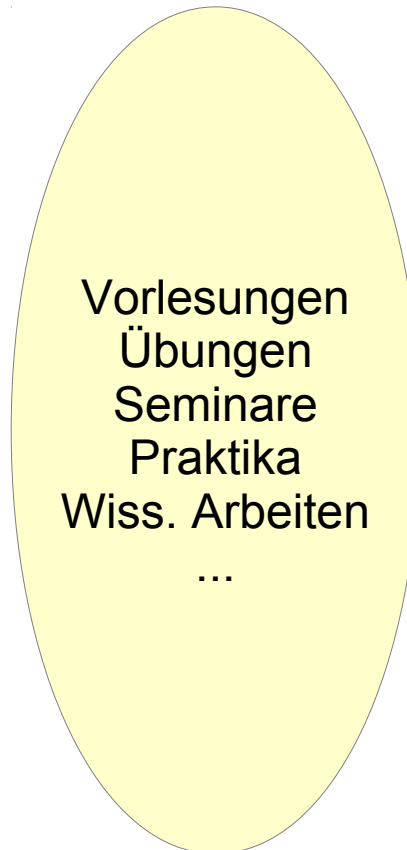 Vorlesungen
Übungen
Seminare
Praktika
Wiss. Arbeiten
...